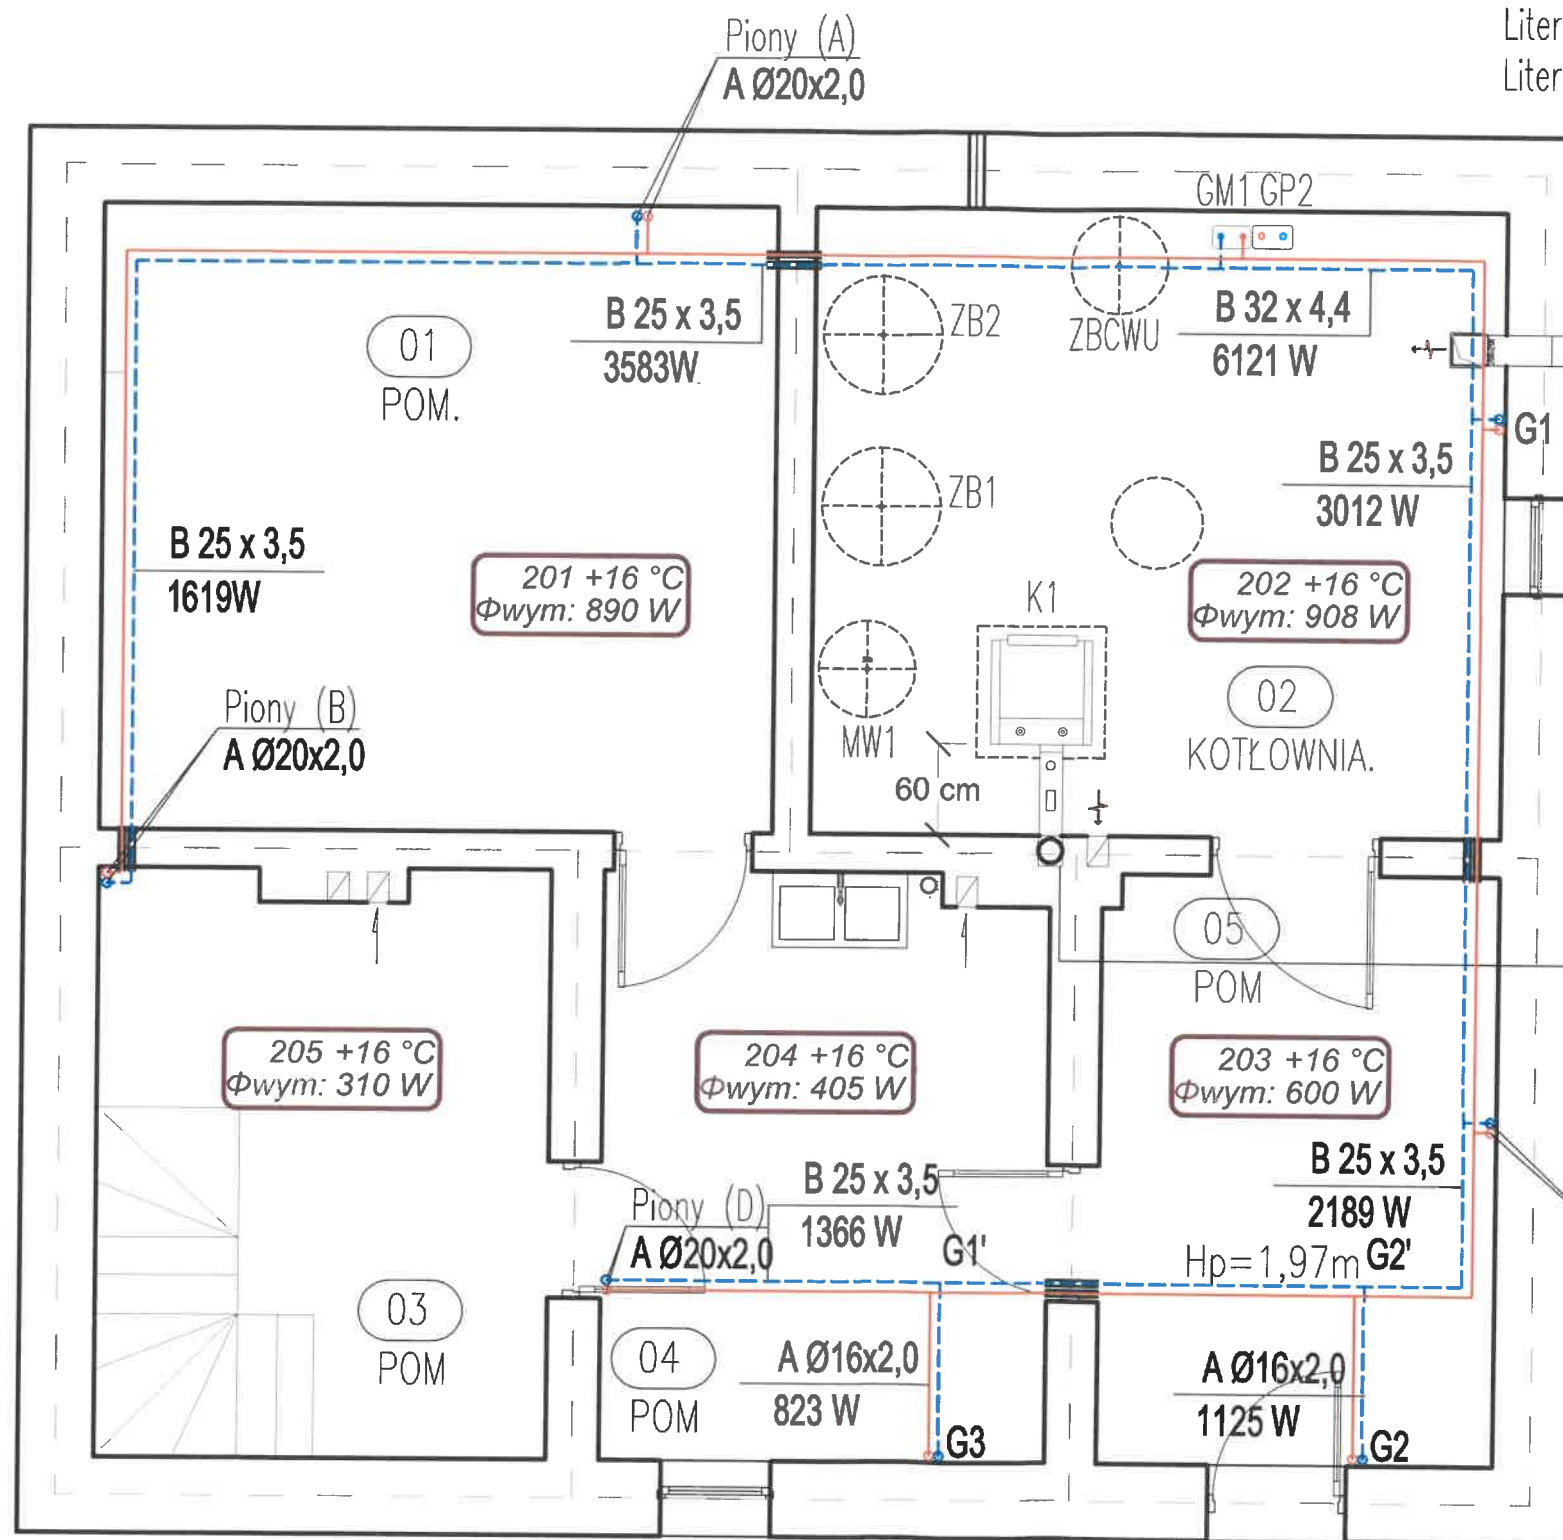 Liter
Liter
Piony (A)
A Ø20x2,0
GM1 GP2
B 25 x 3,5
3583W
01
POM.
ZB2
ZBCWU
B 32 x 4,4
6121 W
G1
B 25 x 3,5
3012 W
ZB1
B 25 x 3,5
1619W
201 +16 °C
Φwym: 890 W
K1
202 +16 °C
Φwym: 908 W
02
KOTŁOWNIA.
MW1
60 cm
Piony (B)
A Ø20x2,0
05
POM
205 +16 °C
Φwym: 310 W
204 +16 °C
Φwym: 405 W
203 +16 °C
Φwym: 600 W
B 25 x 3,5
1366 W
Piony (D)
A Ø20x2,0
G1'
B 25 x 3,5
2189 W
Hp=1,97m G2'
03
POM
04
POM
A Ø16x2,0
823 W
G3
A Ø16x2,0
1125 W
G2